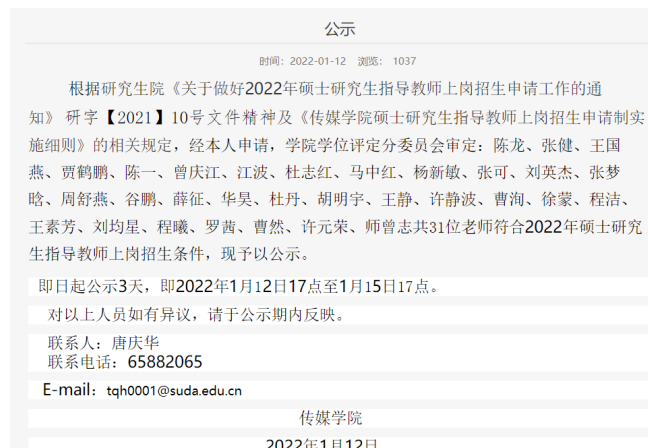 公示
时间：2022-01-12 浏览： 1037
根据研究生院《关于做好2022年硕士研究生指导教师上岗招生申请工作的通
知》 研字【2021】10号文件精神及《传媒学院硕士研究生指导教师上岗招生申请制实
施细则》的相关规定，经本人申请，学院学位评定分委员会审定：陈龙、张健、王国
燕、贾鹤鹏、陈一、曾庆江、江波、杜志红、马中红、杨新敏、张可、刘英杰、张梦
晗、周舒燕、谷鹏、薛征、华昊、杜丹、胡明宇、王静、许静波、曹洵、徐蒙、程洁、
王素芳、刘均星、程曦、罗茜、曹然、许元荣、师曾志共31位老师符合2022年硕士研究
生指导教师上岗招生条件，现予以公示。
即日起公示3天，即2022年1月12日17点至1月15日17点。
对以上人员如有异议，请于公示期内反映。
联系人：唐庆华
联系电话：65882065
E-mail：tqh0001@suda.edu.cn
传媒学院
2022年1月12日